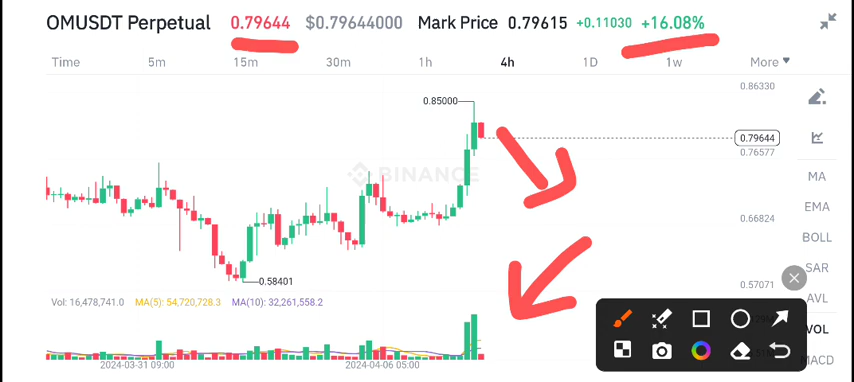 OMUSDT Perpetual 0.79644 $0.79644000 Mark Price 0.79615 +0.11030 +16.08%
Time 5m 15m 30m 1h 4h 1D 1w More
0.86330
0.85000
0.79644
0.76577
BINANCE
MA
EMA
0.66824
BOLL
SAR
0.58401
0.57071
AVL
Vol: 16,478,741.0 MA(5): 54,720,728.3 MA(10): 32,261,558.2
VOL
MACD
2024-03-31 09:00 2024-04-06 05:00